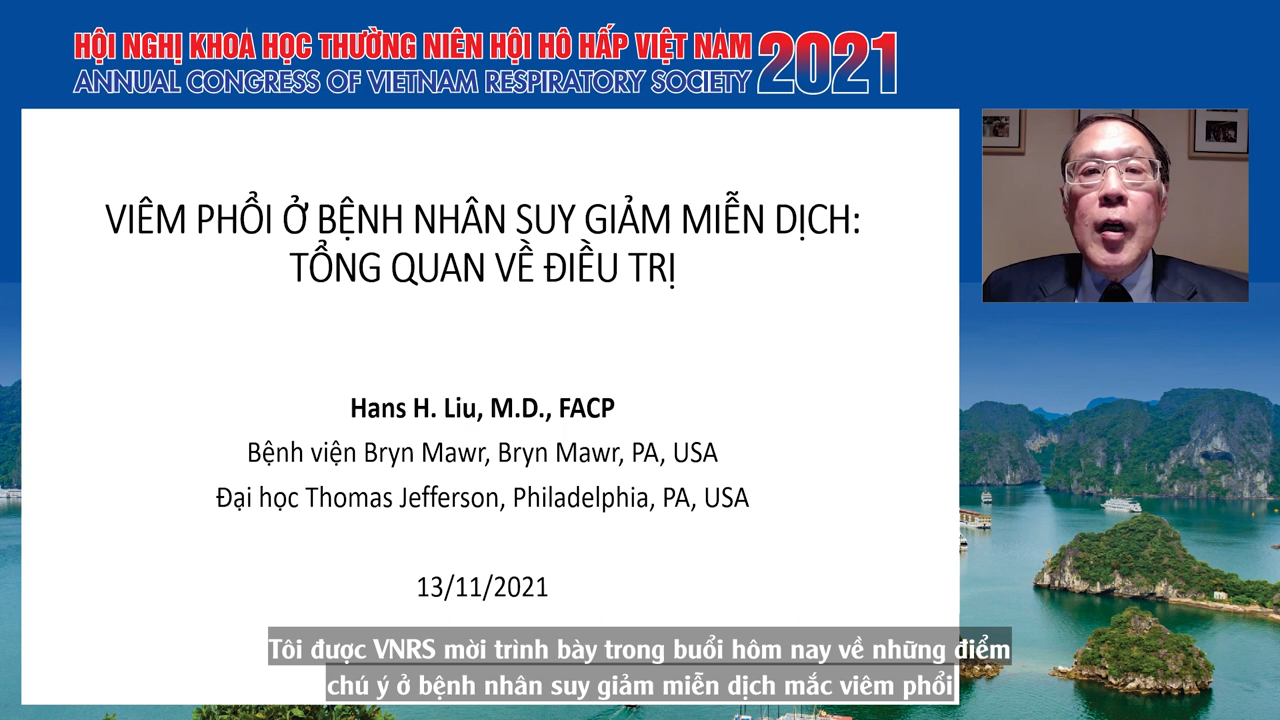 HỘI NGHỊ KHOA HỌC THƯỜNG NIÊN HỘI HÔ HẤP VIỆT NAM 2021
ANNUAL CONGRESS OF VIETNAM RESPIRATORY SOCIETY
VIÊM PHỔI Ở BỆNH NHÂN SUY GIẢM MIỄN DỊCH:
TỔNG QUAN VỀ ĐIỀU TRỊ
Hans H. Liu, M.D., FACP
Bệnh viện Bryn Mawr, Bryn Mawr, PA, USA
Đại học Thomas Jefferson, Philadelphia, PA, USA
13/11/2021
Tôi được VNRS mời trình bày trong buổi hôm nay về những điểm
chú ý ở bệnh nhân suy giảm miễn dịch mắc viêm phổi